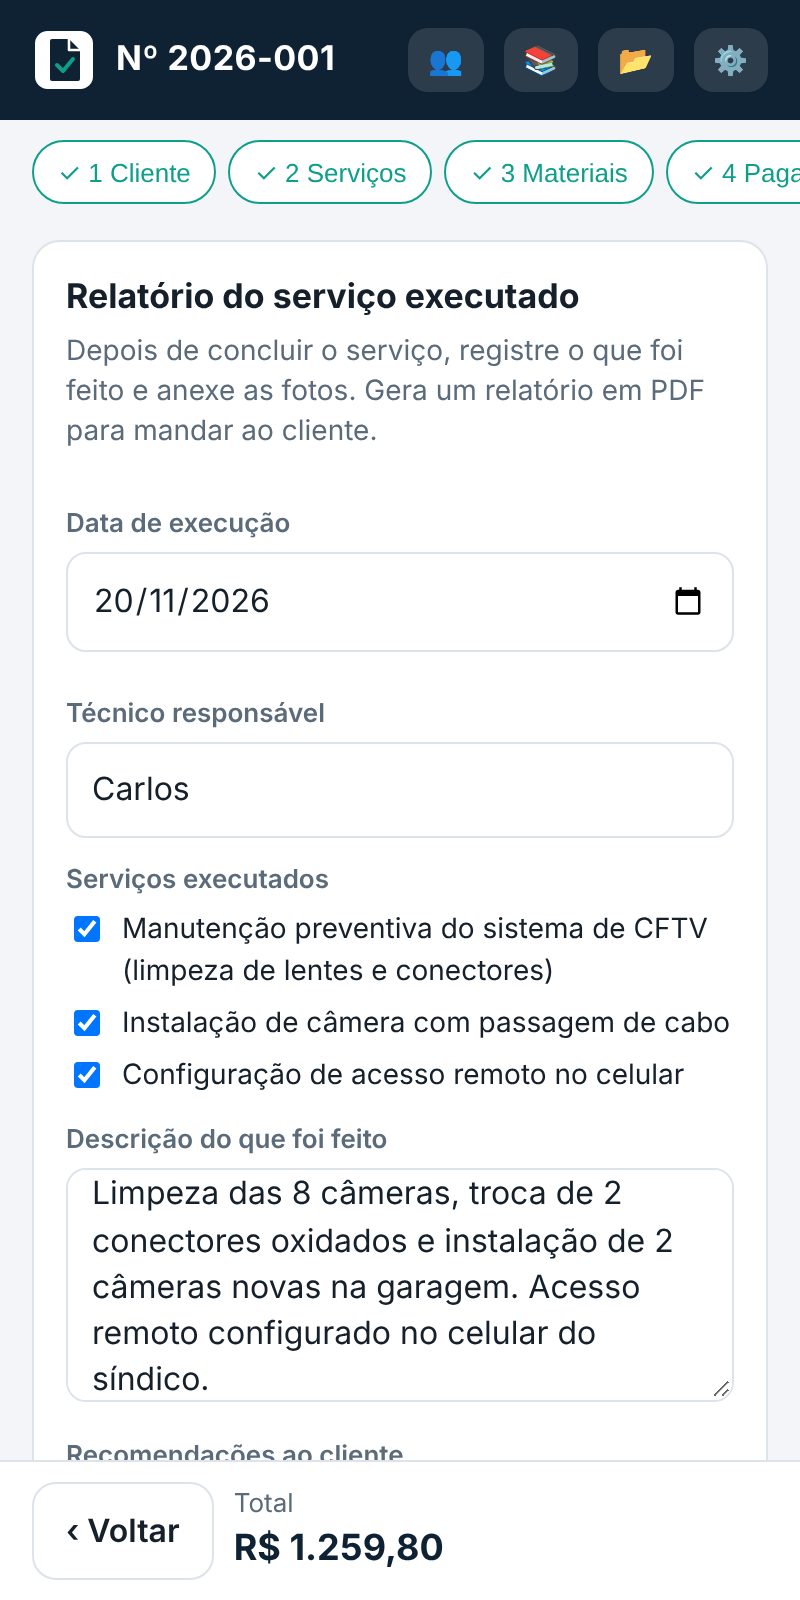 Nº 2026-001
✓ 1 Cliente ✓ 2 Serviços ✓ 3 Materiais ✓ 4 Paga
Relatório do serviço executado
Depois de concluir o serviço, registre o que foi
feito e anexe as fotos. Gera um relatório em PDF
para mandar ao cliente.
Data de execução
20/11/2026
Técnico responsável
Carlos
Serviços executados
Manutenção preventiva do sistema de CFTV
(limpeza de lentes e conectores)
Instalação de câmera com passagem de cabo
Configuração de acesso remoto no celular
Descrição do que foi feito
Limpeza das 8 câmeras, troca de 2
conectores oxidados e instalação de 2
câmeras novas na garagem. Acesso
remoto configurado no celular do
síndico.
Recomendações ao cliente
‹ Voltar
Total
R$ 1.259,80